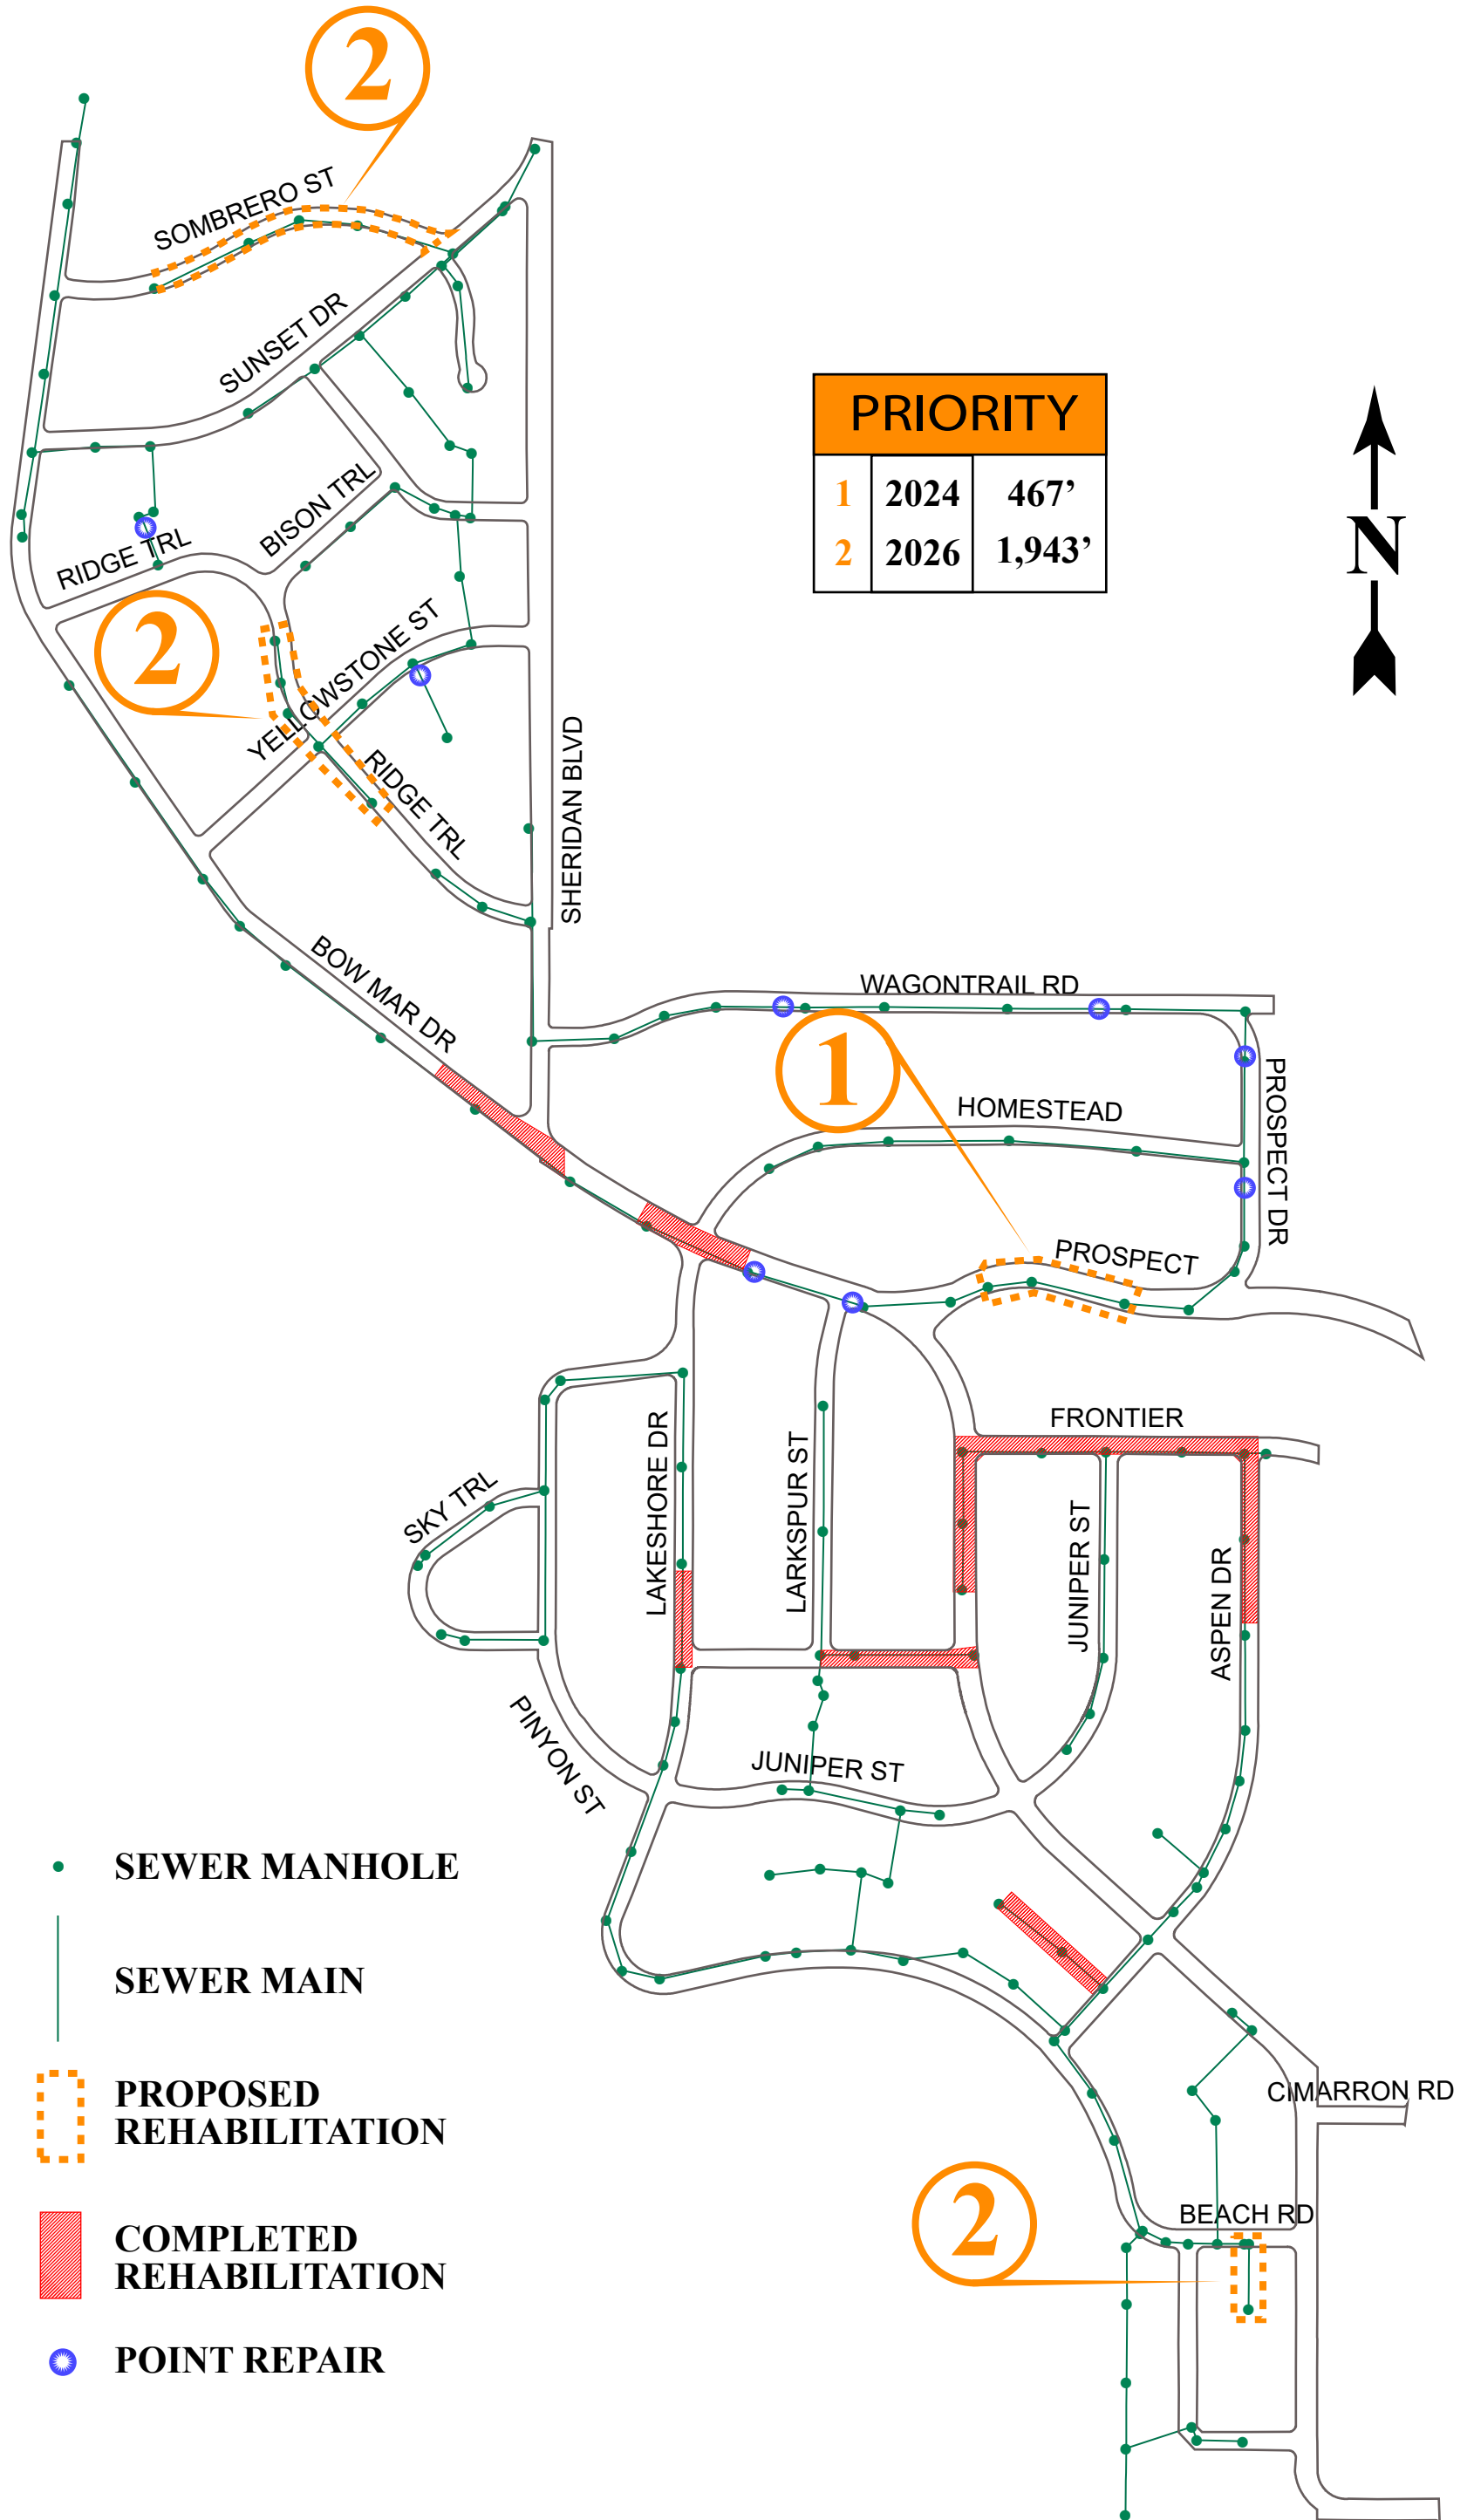 2
SOMBRERO ST
SUNSET DR
PRIORITY
1 2024 467’
2 2026 1,943’
N
BISON TRL
RIDGE TRL
2
YELLOWSTONE ST
RIDGE TRL
SHERIDAN BLVD
BOW MAR DR
WAGONTRAIL RD
1
PROSPECT DR
HOMESTEAD
PROSPECT
FRONTIER
LAKESHORE DR
LARKSPUR ST
SKY TRL
JUNIPER ST
ASPEN DR
PINYON ST
JUNIPER ST
SEWER MANHOLE
SEWER MAIN
PROPOSED
REHABILITATION
CIMARRON RD
2
BEACH RD
COMPLETED
REHABILITATION
POINT REPAIR